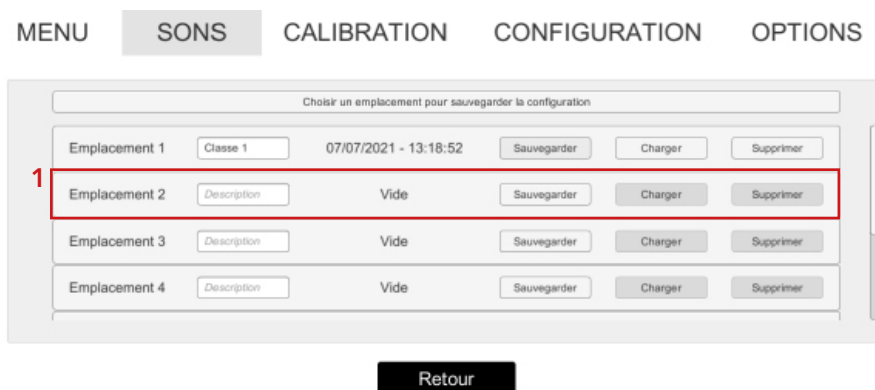 MENU SONS CALIBRATION CONFIGURATION OPTIONS
Choisir un emplacement pour sauvegarder la configuration
Emplacement 1 Classe 1 07/07/2021 - 13:18:52 Sauvegarder Charger Supprimer
1
Emplacement 2 Description Vide Sauvegarder Charger Supprimer
Emplacement 3 Description Vide Sauvegarder Charger Supprimer
Emplacement 4 Description Vide Sauvegarder Charger Supprimer
Retour